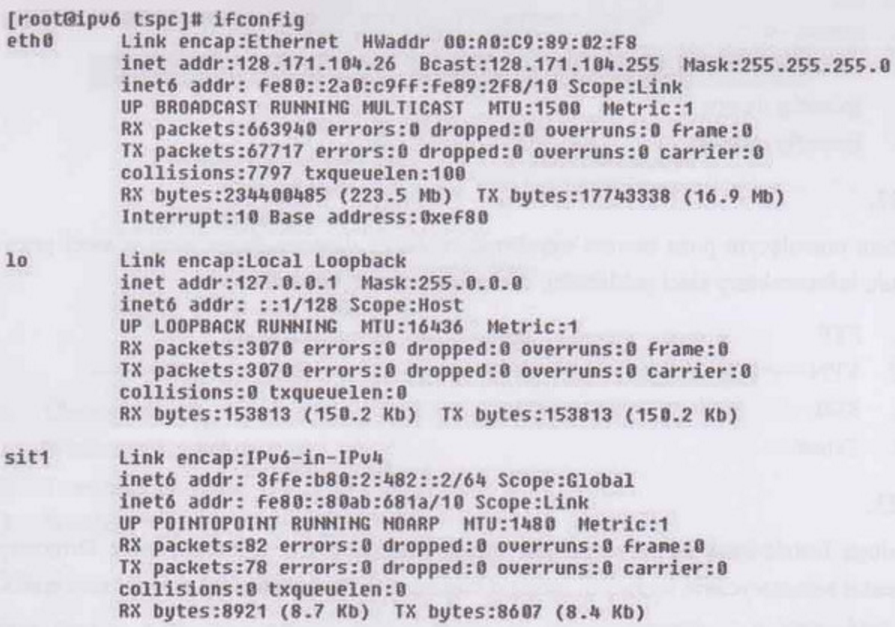 [root@ipv6 tspc]# ifconfig
eth0 Link encap:Ethernet HWaddr 00:A0:C9:89:02:F8
inet addr:128.171.104.26 Bcast:128.171.104.255 Mask:255.255.255.0
inet6 addr: fe80::2a0:c9ff:fe89:2f8/10 Scope:Link
UP BROADCAST RUNNING MULTICAST MTU:1500 Metric:1
RX packets:663940 errors:0 dropped:0 overruns:0 frame:0
TX packets:67717 errors:0 dropped:0 overruns:0 carrier:0
collisions:7797 txqueuelen:100
RX bytes:234400485 (223.5 Mb) TX bytes:17743338 (16.9 Mb)
Interrupt:10 Base address:0xef80
lo Link encap:Local Loopback
inet addr:127.0.0.1 Mask:255.0.0.0
inet6 addr: ::1/128 Scope:Host
UP LOOPBACK RUNNING MTU:16436 Metric:1
RX packets:3070 errors:0 dropped:0 overruns:0 frame:0
TX packets:3070 errors:0 dropped:0 overruns:0 carrier:0
collisions:0 txqueuelen:0
RX bytes:153813 (150.2 Kb) TX bytes:153813 (150.2 Kb)
sit1 Link encap:IPv6-in-IPv4
inet6 addr: 3ffe:b80:2:482::2/64 Scope:Global
inet6 addr: fe80::80ab:681a/10 Scope:Link
UP POINTOPOINT RUNNING NOARP MTU:1480 Metric:1
RX packets:82 errors:0 dropped:0 overruns:0 frame:0
TX packets:78 errors:0 dropped:0 overruns:0 carrier:0
collisions:0 txqueuelen:0
RX bytes:8921 (8.7 Kb) TX bytes:8607 (8.4 Kb)